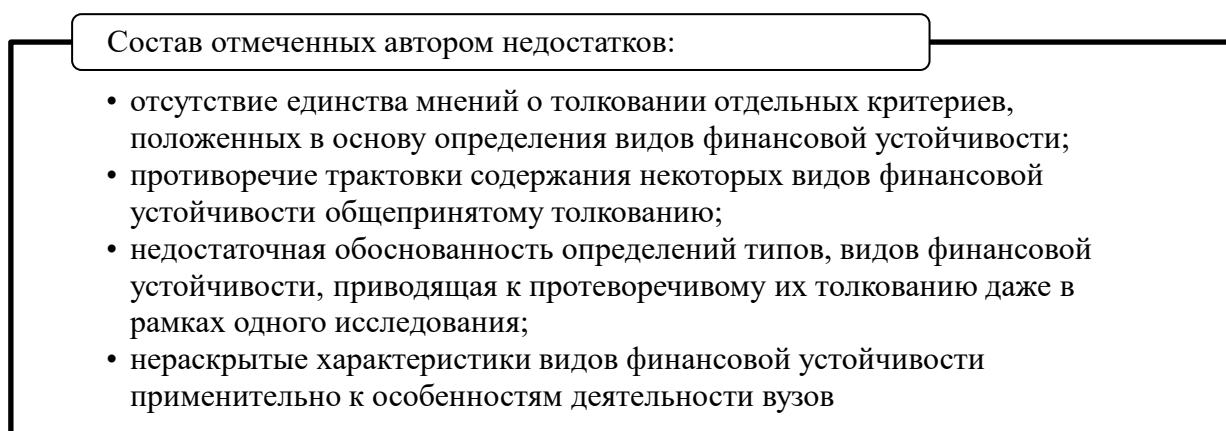 Состав отмеченных автором недостатков:
• отсутствие единства мнений о толковании отдельных критериев,
положенных в основу определения видов финансовой устойчивости;
• противоречие трактовки содержания некоторых видов финансовой
устойчивости общепринятому толкованию;
• недостаточная обоснованность определений типов, видов финансовой
устойчивости, приводящая к протеворечивому их толкованию даже в
рамках одного исследования;
• нераскрытые характеристики видов финансовой устойчивости
применительно к особенностям деятельности вузов